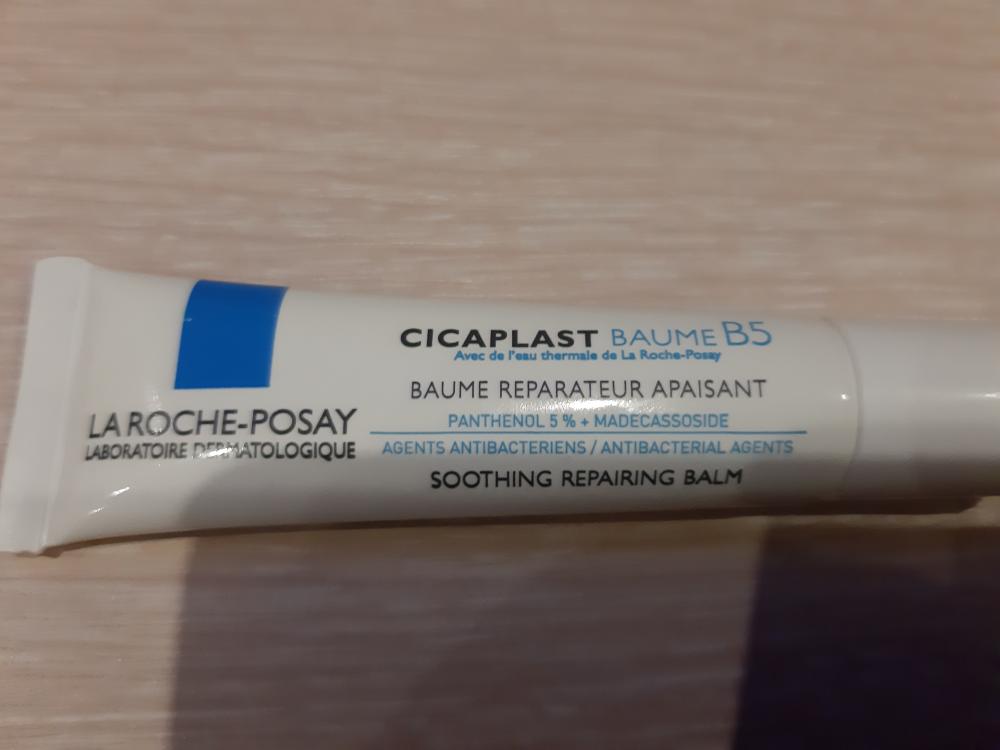 LA ROCHE-POSAY
LABORATOIRE DERMATOLOGIQUE
CICAPLAST BAUME B5
Avec de l'eau thermale de La Roche-Posay
BAUME REPARATEUR APAISANT
PANTHENOL 5 % + MADECASSOSIDE
AGENTS ANTIBACTERIENS / ANTIBACTERIAL AGENTS
SOOTHING REPAIRING BALM